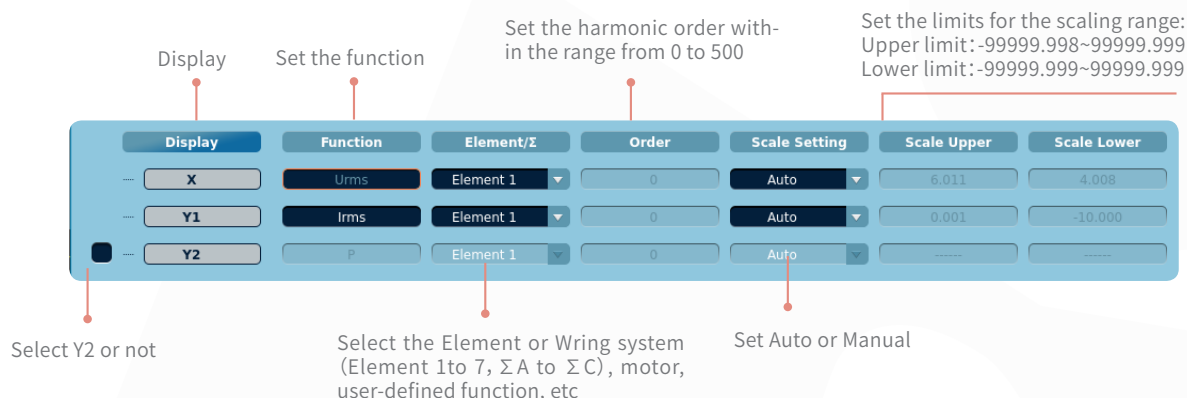 Display
Set the function
Set the harmonic order with-
in the range from 0 to 500
Set the limits for the scaling range:
Upper limit:-99999.998~99999.999
Lower limit:-99999.999~99999.999
Display Function Element/Σ Order Scale Setting Scale Upper Scale Lower
X Urms Element 1 0 Auto 6.011 4.008
Y1 Irms Element 1 0 Auto 0.001 -10.000
Y2 P Element 1 0 Auto ------ ------
Select Y2 or not
Select the Element or Wring system
(Element 1to 7, ΣA to ΣC), motor,
user-defined function, etc
Set Auto or Manual